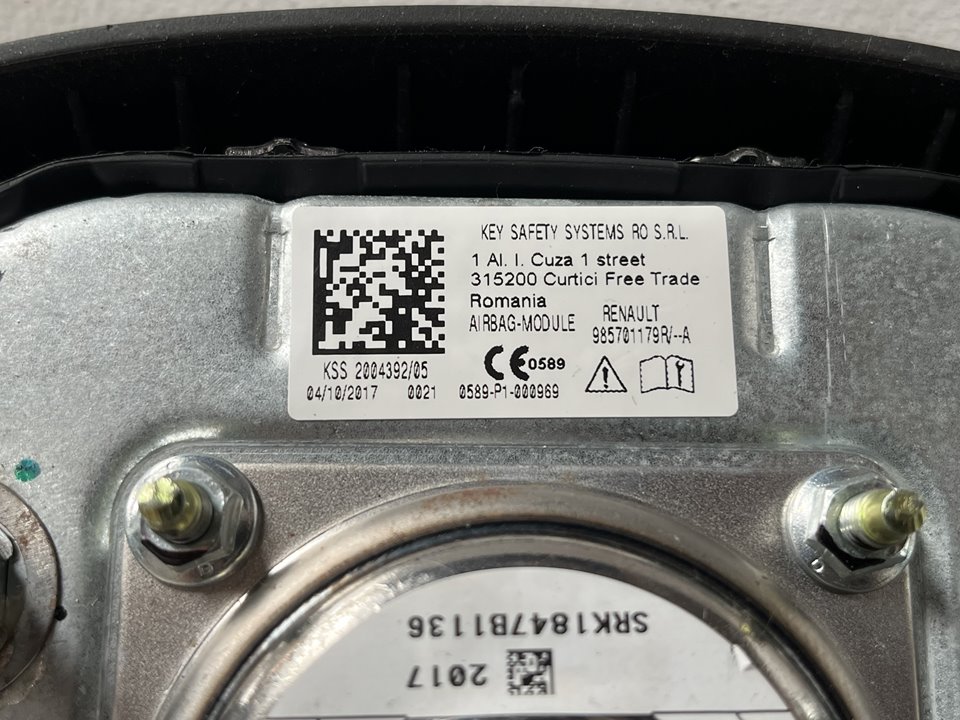 KEY SAFETY SYSTEMS RO S.R.L.
1 Al. I. Cuza 1 street
315200 Curtici Free Trade
Romania
AIRBAG-MODULE
RENAULT
985701179R/--A
KSS 2004392/05
04/10/2017 0021
CE 0589
0589-P1-000969
SRK1847B1136
2017